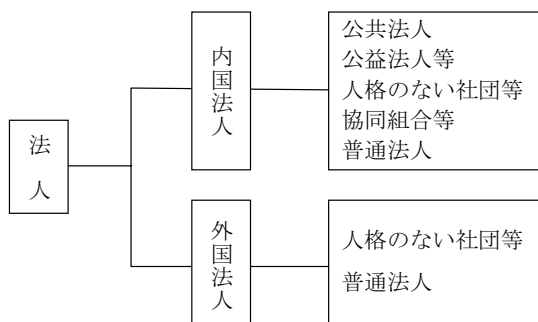 法人
内国法人
公共法人
公益法人等
人格のない社団等
協同組合等
普通法人
外国法人
人格のない社団等
普通法人